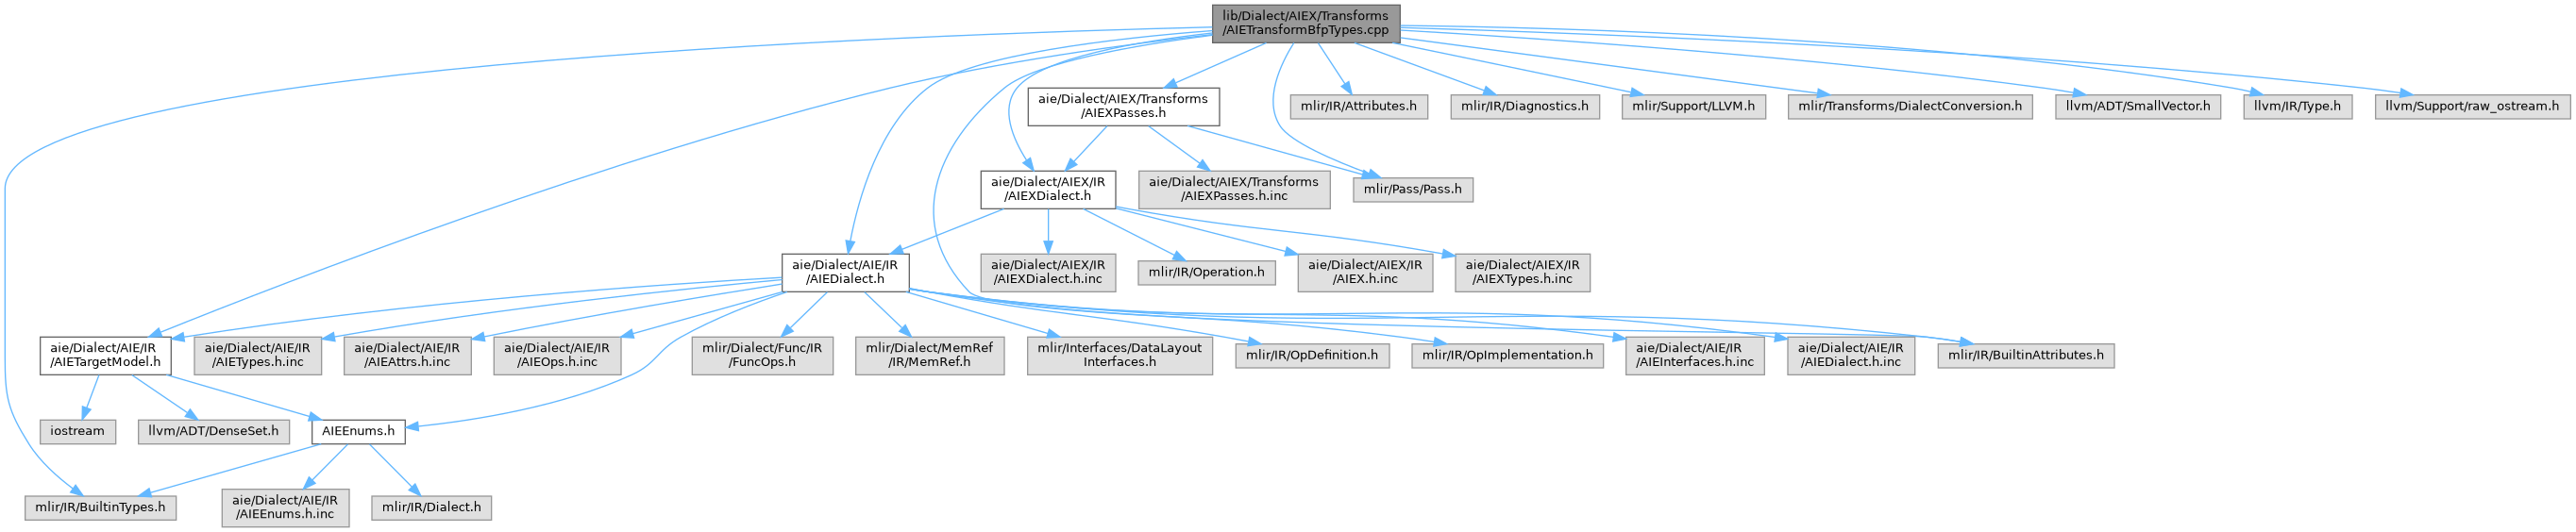 lib/Dialect/AIEX/Transforms
/AIETransformBfpTypes.cpp
aie/Dialect/AIEX/Transforms
/AIEXPasses.h
mlir/IR/Attributes.h
mlir/IR/Diagnostics.h
mlir/Support/LLVM.h
mlir/Transforms/DialectConversion.h
llvm/ADT/SmallVector.h
llvm/IR/Type.h
llvm/Support/raw_ostream.h
aie/Dialect/AIEX/IR
/AIEXDialect.h
aie/Dialect/AIEX/Transforms
/AIEXPasses.h.inc
mlir/Pass/Pass.h
aie/Dialect/AIE/IR
/AIEDialect.h
aie/Dialect/AIEX/IR
/AIEXDialect.h.inc
mlir/IR/Operation.h
aie/Dialect/AIEX/IR
/AIEX.h.inc
aie/Dialect/AIEX/IR
/AIEXTypes.h.inc
aie/Dialect/AIE/IR
/AIETargetModel.h
aie/Dialect/AIE/IR
/AIETypes.h.inc
aie/Dialect/AIE/IR
/AIEAttrs.h.inc
aie/Dialect/AIE/IR
/AIEOps.h.inc
mlir/Dialect/Func/IR
/FuncOps.h
mlir/Dialect/MemRef
/IR/MemRef.h
mlir/Interfaces/DataLayout
Interfaces.h
mlir/IR/OpDefinition.h
mlir/IR/OpImplementation.h
aie/Dialect/AIE/IR
/AIEInterfaces.h.inc
aie/Dialect/AIE/IR
/AIEDialect.h.inc
mlir/IR/BuiltinAttributes.h
iostream
llvm/ADT/DenseSet.h
AIEEnums.h
mlir/IR/BuiltinTypes.h
aie/Dialect/AIE/IR
/AIEEnums.h.inc
mlir/IR/Dialect.h